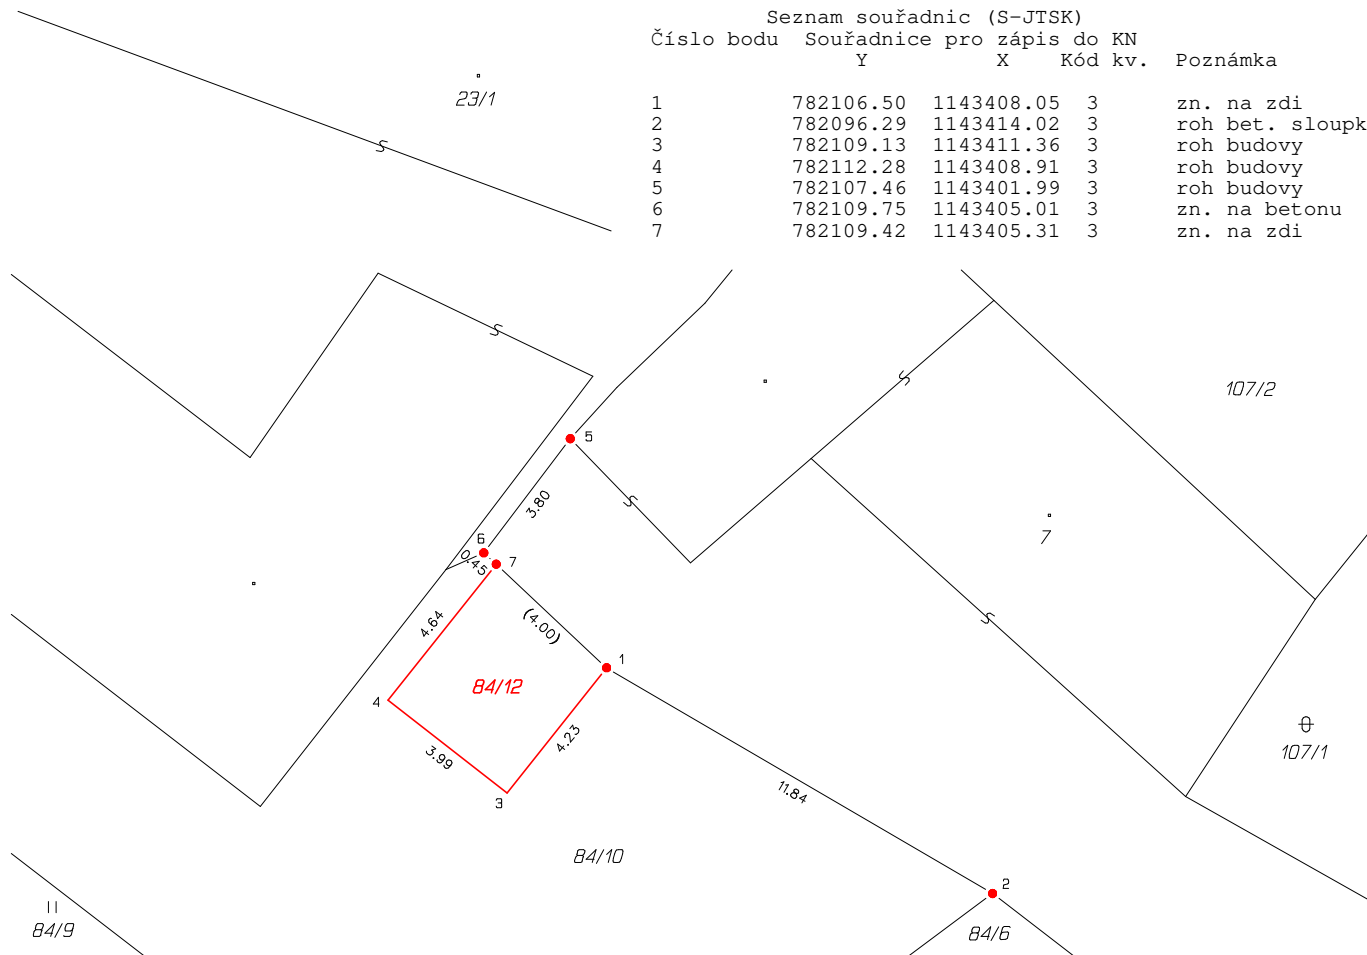 Seznam souřadnic (S-JTSK)
Číslo bodu Souřadnice pro zápis do KN
Y X Kód kv. Poznámka
1 782106.50 1143408.05 3 zn. na zdi
2 782096.29 1143414.02 3 roh bet. sloupk
3 782109.13 1143411.36 3 roh budovy
4 782112.28 1143408.91 3 roh budovy
5 782107.46 1143401.99 3 roh budovy
6 782109.75 1143405.01 3 zn. na betonu
7 782109.42 1143405.31 3 zn. na zdi
23/1
107/2
5
3.80
7
6
0.45
7
4.64
(4.00)
1
84/12
4
4.23
3.99
3
107/1
11.84
84/10
2
84/9
84/6